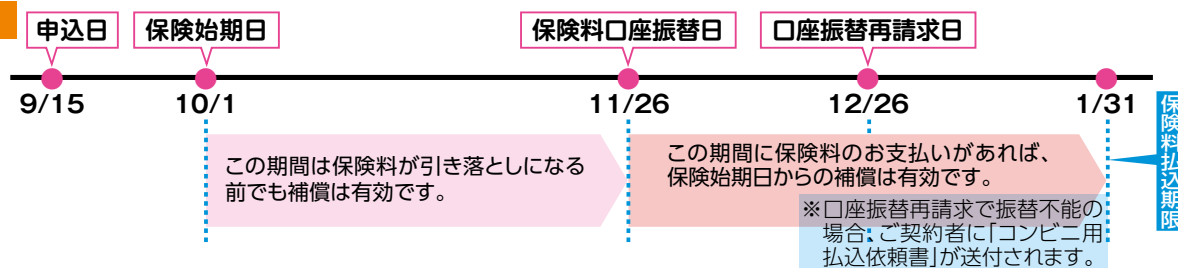 申込日
保険始期日
保険料口座振替日
口座振替再請求日
9/15
10/1
11/26
12/26
1/31
保険料払込期限
この期間は保険料が引き落としになる
前でも補償は有効です。
この期間に保険料のお支払いがあれば、
保険始期日からの補償は有効です。
※口座振替再請求で振替不能の
場合、ご契約者に「コンビニ用
払込依頼書」が送付されます。